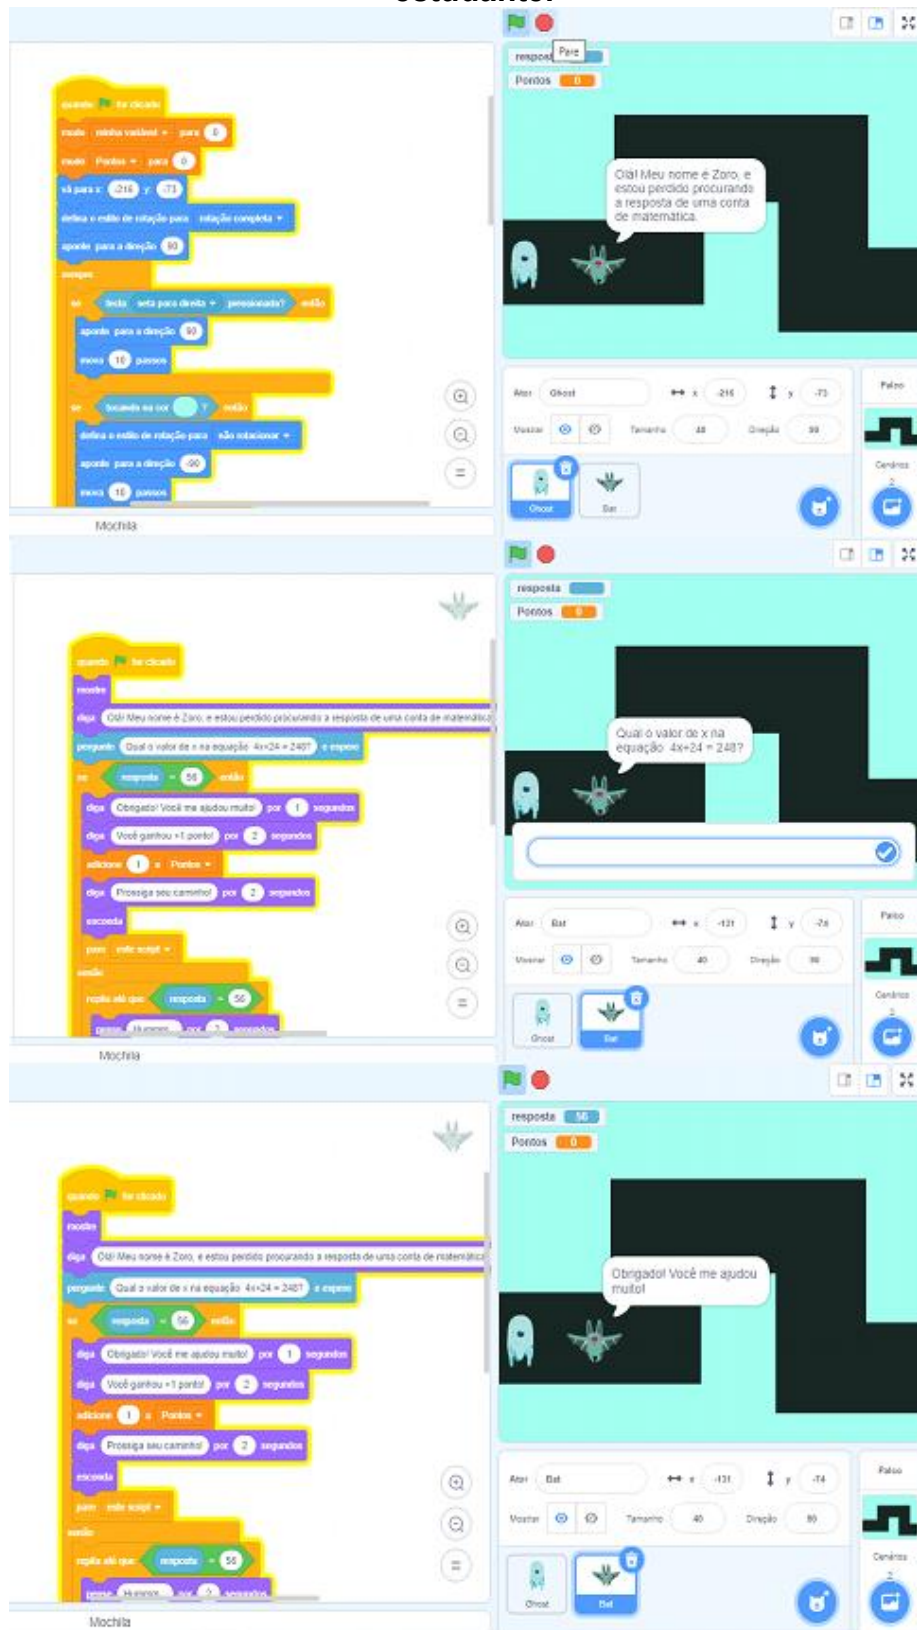 estudante.
Pare
resposta
Pontos 0
quando for clicado
mude minha variável para 0
mude Pontos para 0
vá para x: -216 y: -73
defina o estilo de rotação para rotação completa
aponte para a direção 90
sempre
se tecla seta para direita pressionada? então
aponte para a direção 90
mova 10 passos
se tocando na cor ? então
defina o estilo de rotação para não rotacionar
aponte para a direção -90
mova 10 passos
Mochila
Olá! Meu nome é Zoro, e
estou perdido procurando
a resposta de uma conta
de matemática.
Ator Ghost x -216 y -73
Mostrar Tamanho 40 Direção 90
Ghost
Bat
Palco
Cenários
2
resposta
Pontos 0
quando for clicado
mostre
diga Olá! Meu nome é Zoro, e estou perdido procurando a resposta de uma conta de matemática
pergunte Qual o valor de x na equação 4x+24 = 248? e espere
se resposta = 56 então
diga Obrigado! Você me ajudou muito! por 1 segundos
diga Você ganhou +1 ponto! por 2 segundos
adicione 1 a Pontos
diga Prossiga seu caminho! por 2 segundos
esconda
pare este script
senão
repita até que resposta = 56
pense Hummm... por 2 segundos
Mochila
Qual o valor de x na
equação 4x+24 = 248?
Ator Bat x -131 y -74
Mostrar Tamanho 40 Direção 90
Ghost
Bat
Palco
Cenários
2
resposta 56
Pontos 0
quando for clicado
mostre
diga Olá! Meu nome é Zoro, e estou perdido procurando a resposta de uma conta de matemática
pergunte Qual o valor de x na equação 4x+24 = 248? e espere
se resposta = 56 então
diga Obrigado! Você me ajudou muito! por 1 segundos
diga Você ganhou +1 ponto! por 2 segundos
adicione 1 a Pontos
diga Prossiga seu caminho! por 2 segundos
esconda
pare este script
senão
repita até que resposta = 56
pense Hummm... por 2 segundos
Mochila
Obrigado! Você me ajudou
muito!
Ator Bat x -131 y -74
Mostrar Tamanho 40 Direção 90
Ghost
Bat
Palco
Cenários
2